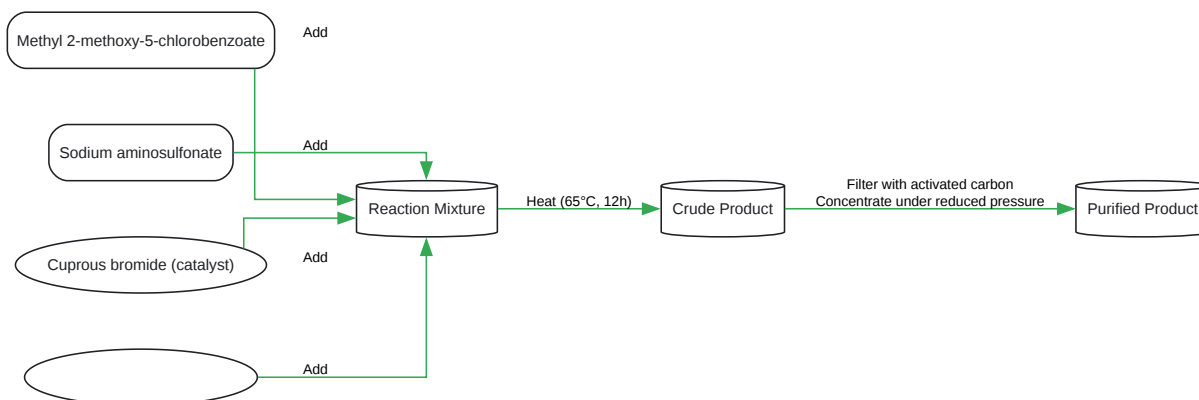 Methyl 2-methoxy-5-chlorobenzoate
Add
Sodium aminosulfonate
Add
Reaction Mixture
Heat (65°C, 12h)
Crude Product
Filter with activated carbon
Concentrate under reduced pressure
Purified Product
Cuprous bromide (catalyst)
Add
Add